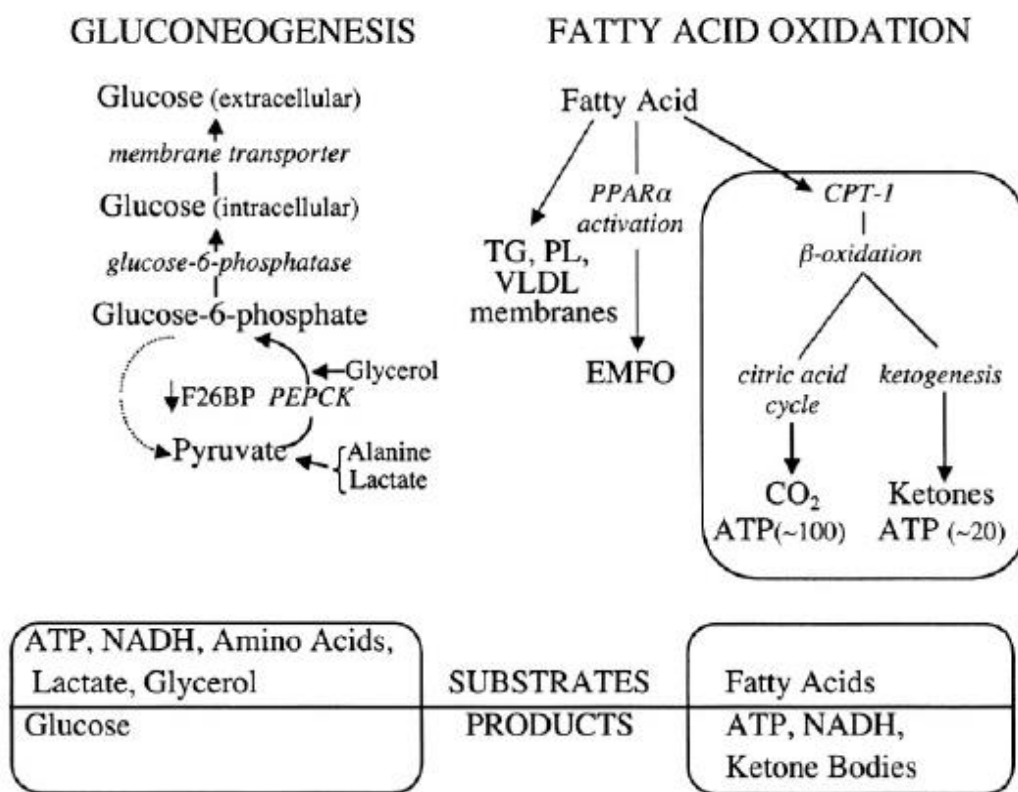 GLUCONEOGENESIS
Glucose (extracellular)
membrane transporter
Glucose (intracellular)
glucose-6-phosphatase
Glucose-6-phosphate
Glycerol
↓F26BP PEPCK
Pyruvate
Alanine
Lactate
FATTY ACID OXIDATION
Fatty Acid
PPARα
activation
TG, PL,
VLDL
membranes
EMFO
CPT-1
β-oxidation
citric acid
cycle
ketogenesis
CO₂
ATP(~100)
Ketones
ATP (~20)
ATP, NADH, Amino Acids,
Lactate, Glycerol
SUBSTRATES
Fatty Acids
Glucose
PRODUCTS
ATP, NADH,
Ketone Bodies